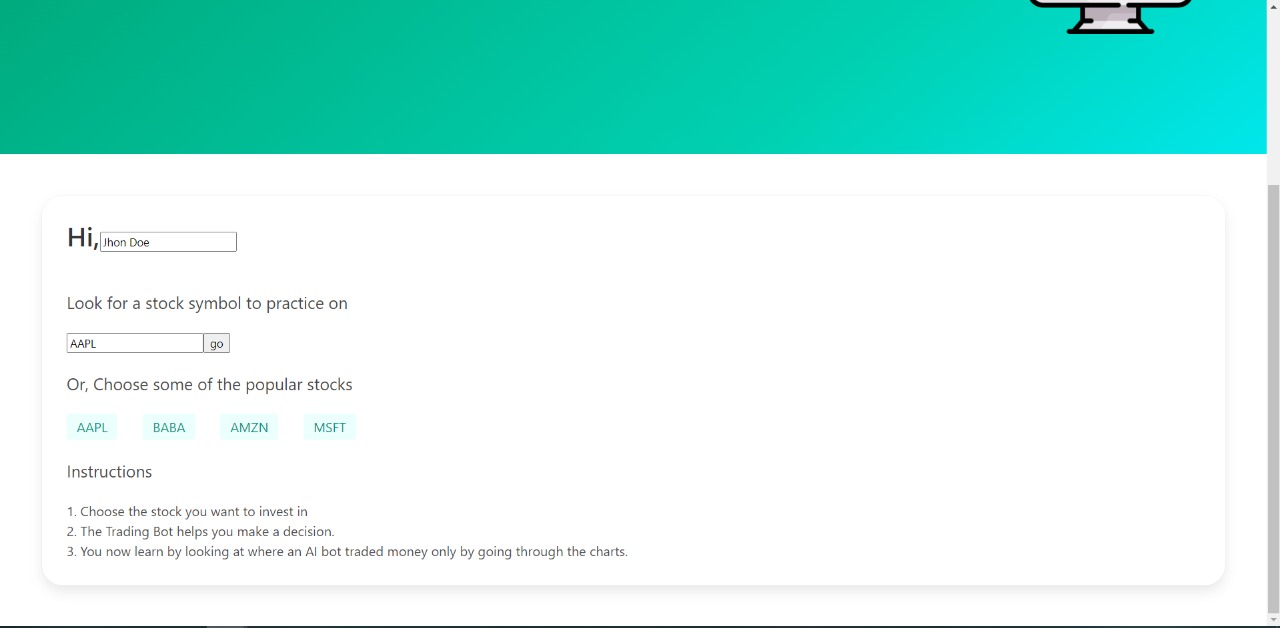 Hi, Jhon Doe
Look for a stock symbol to practice on
AAPL go
Or, Choose some of the popular stocks
AAPL BABA AMZN MSFT
Instructions
1. Choose the stock you want to invest in
2. The Trading Bot helps you make a decision.
3. You now learn by looking at where an AI bot traded money only by going through the charts.